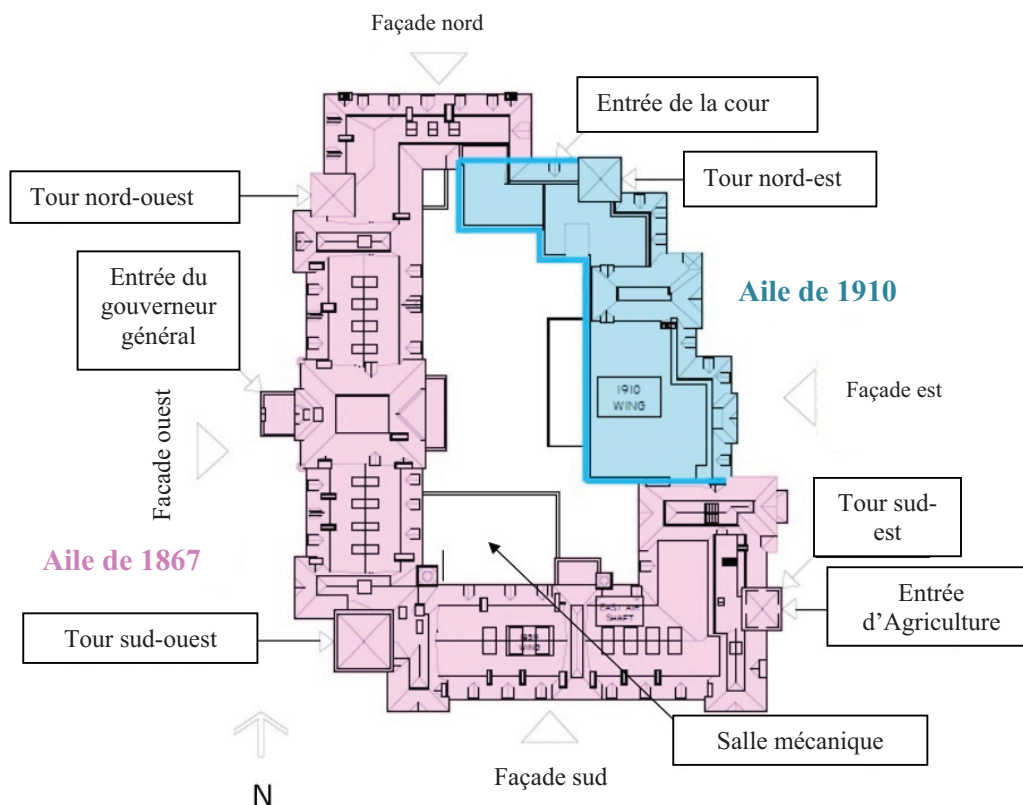 Façade nord
Entrée de la cour
Tour nord-ouest
Tour nord-est
Entrée du
gouverneur
général
Aile de 1910
1910
WING
Façade est
Facade ouest
Tour sud-
est
Aile de 1867
Entrée
d'Agriculture
EAST AIR
SHAFT
WING
Tour sud-ouest
Salle mécanique
Façade sud
N